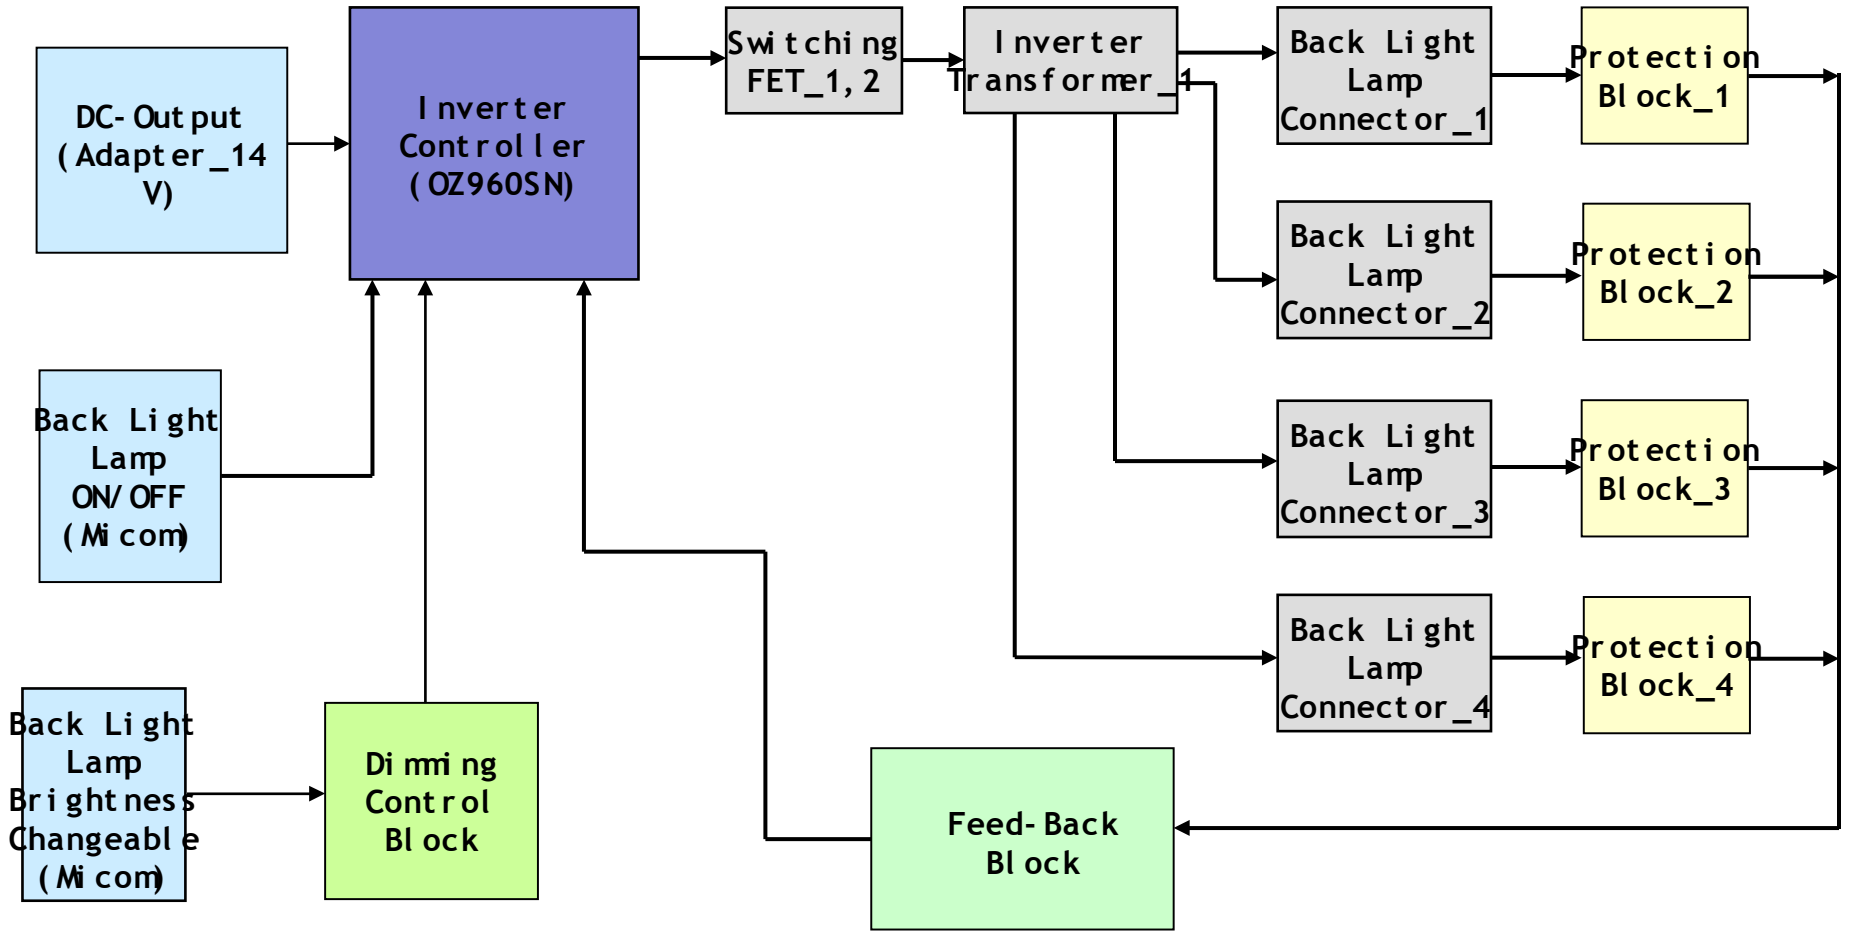 DC-Output
(Adapter_14
V)
Inverter
Controller
(OZ960SN)
Switching
FET_1,2
Inverter
Transformer_1
Back Light
Lamp
Connector_1
Protection
Block_1
Back Light
Lamp
Connector_2
Protection
Block_2
Back Light
Lamp
ON/OFF
(Micom)
Back Light
Lamp
Connector_3
Protection
Block_3
Back Light
Lamp
Connector_4
Protection
Block_4
Back Light
Lamp
Brightness
Changeable
(Micom)
Dimming
Control
Block
Feed-Back
Block